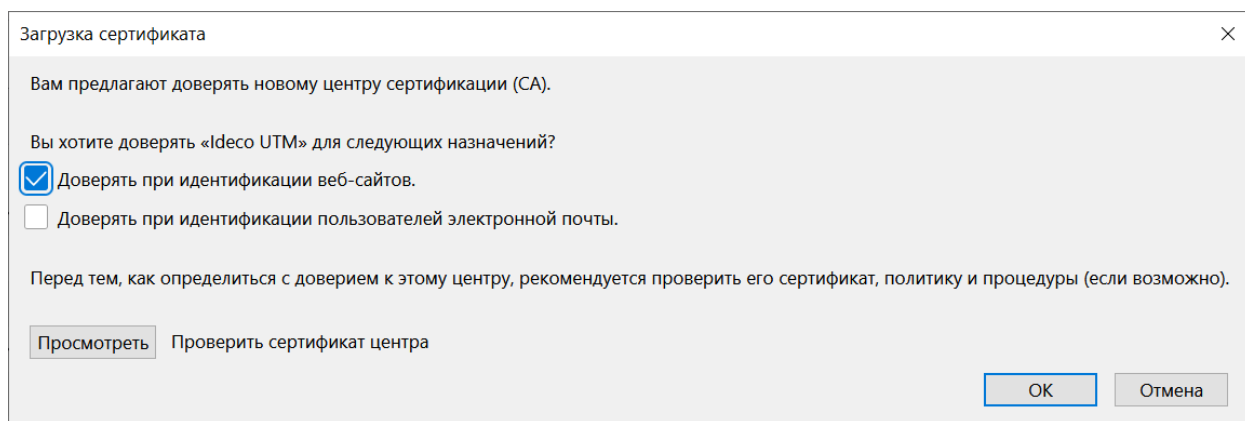 Загрузка сертификата
Вам предлагают доверять новому центру сертификации (CA).
Вы хотите доверять «Ideco UTM» для следующих назначений?
Доверять при идентификации веб-сайтов.
Доверять при идентификации пользователей электронной почты.
Перед тем, как определиться с доверием к этому центру, рекомендуется проверить его сертификат, политику и процедуры (если возможно).
Просмотреть Проверить сертификат центра
ОК Отмена